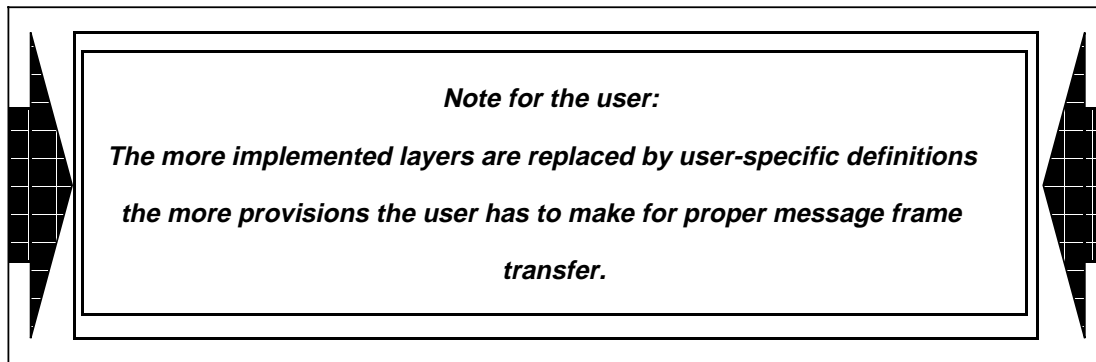 Note for the user:
The more implemented layers are replaced by user-specific definitions
the more provisions the user has to make for proper message frame
transfer.